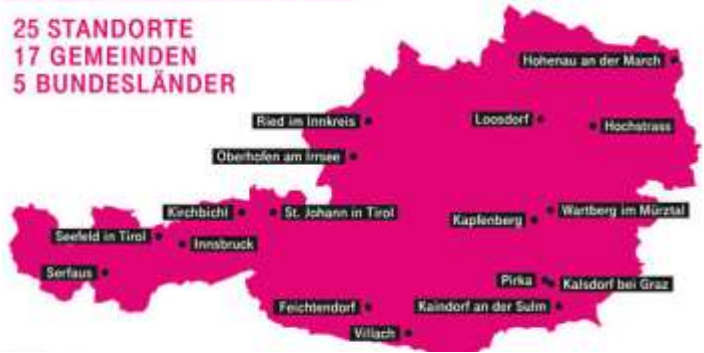 25 STANDORTE
17 GEMEINDEN
5 BUNDESLÄNDER
Hohenau an der March
Ried im Innkreis
Loosdorf
Hochstrass
Oberhofen am Irrsee
Kirchbichl
St. Johann in Tirol
Kapfenberg
Wartberg im Mürztal
Seefeld in Tirol
Innsbruck
Serfaus
Pirka
Kalsdorf bei Graz
Feichtendorf
Kaindorf an der Sulm
Villach